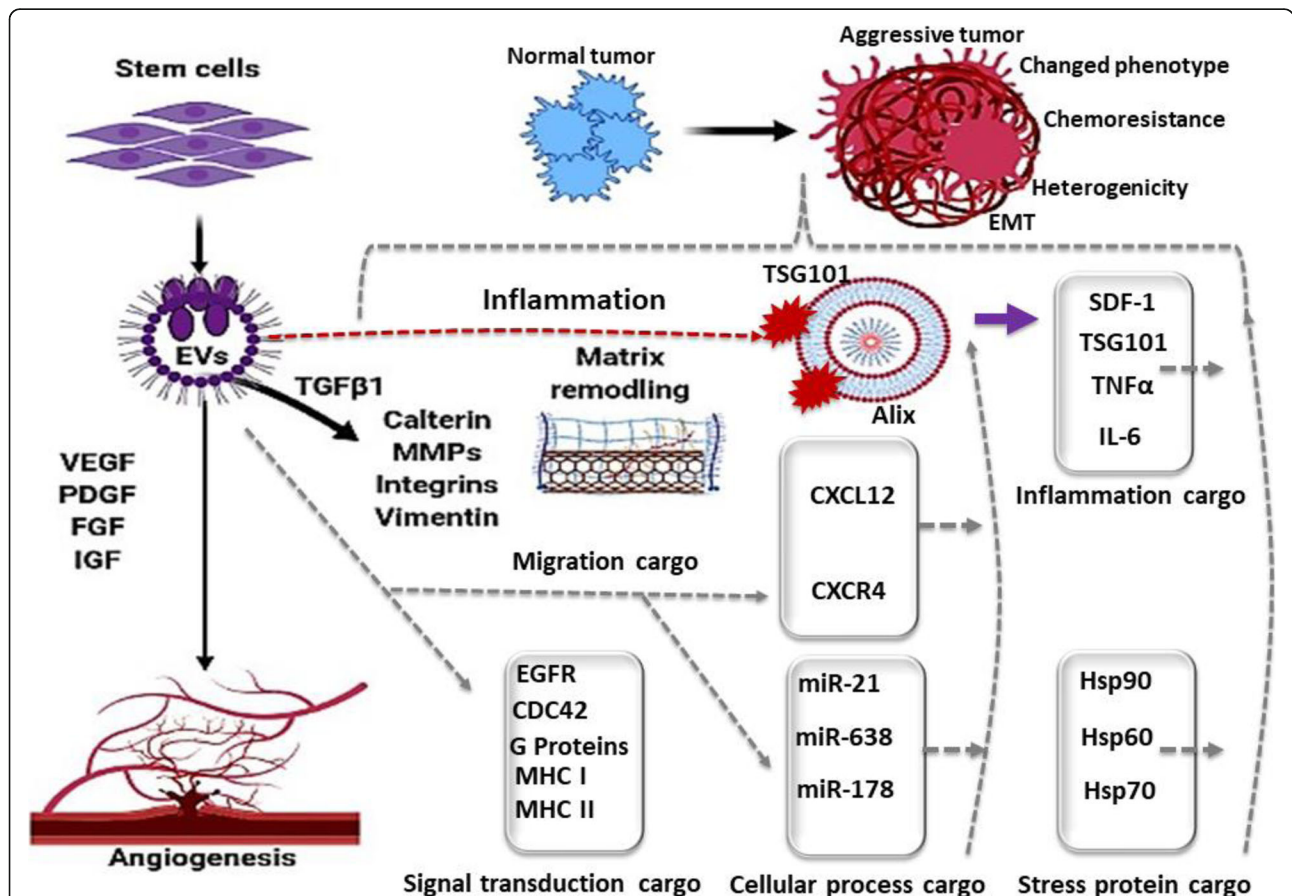 Stem cells
Normal tumor
Aggressive tumor
Changed phenotype
Chemoresistance
Heterogenicity
EMT
EVs
Inflammation
TSG101
Alix
SDF-1
TSG101
TNFα
IL-6
Inflammation cargo
TGFβ1
Calterin
MMPs
Integrins
Vimentin
Matrix
remodling
VEGF
PDGF
FGF
IGF
Migration cargo
CXCL12
CXCR4
EGFR
CDC42
G Proteins
MHC I
MHC II
miR-21
miR-638
miR-178
Hsp90
Hsp60
Hsp70
Angiogenesis
Signal transduction cargo
Cellular process cargo
Stress protein cargo